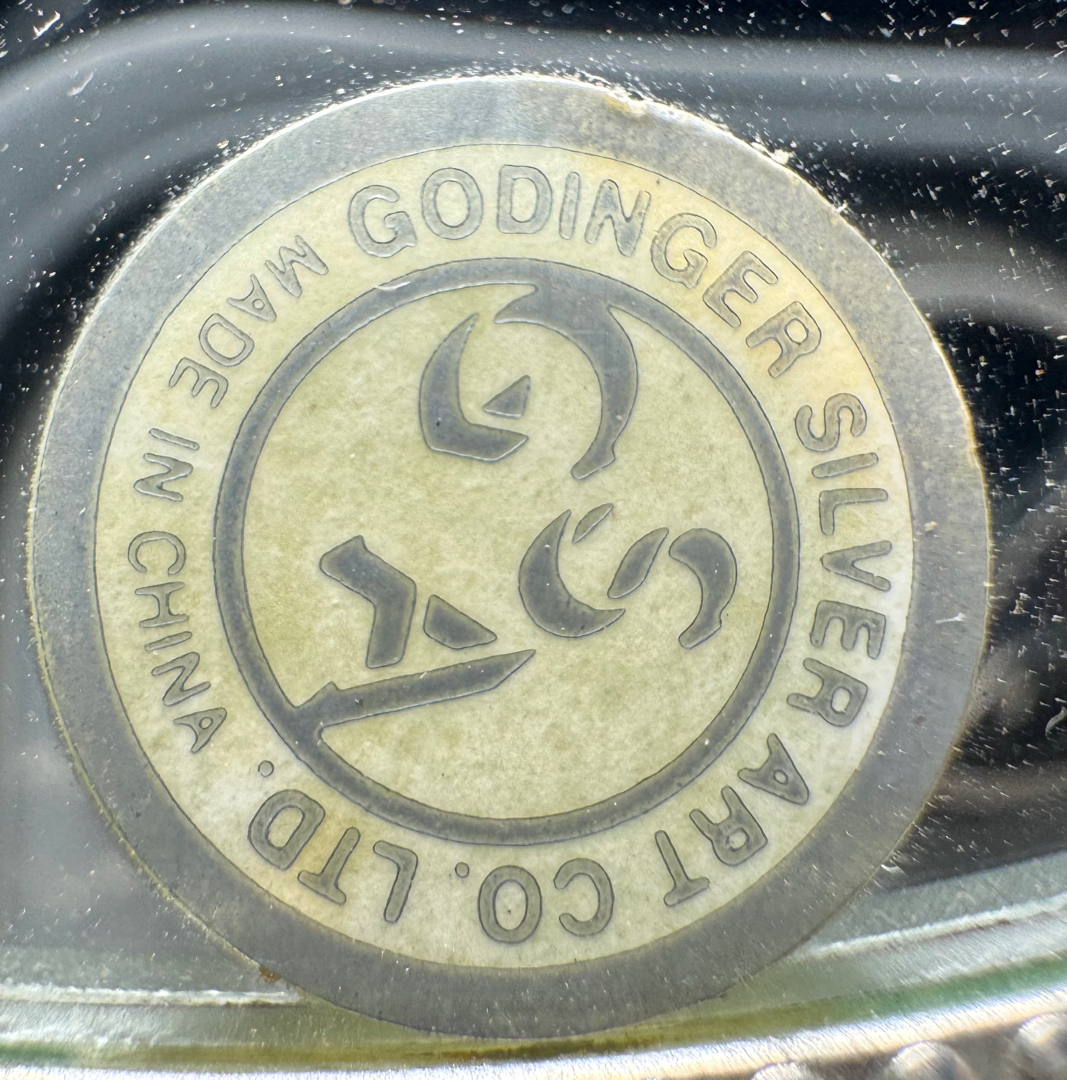 GODINGER SILVER ART CO. LTD.
MADE IN CHINA